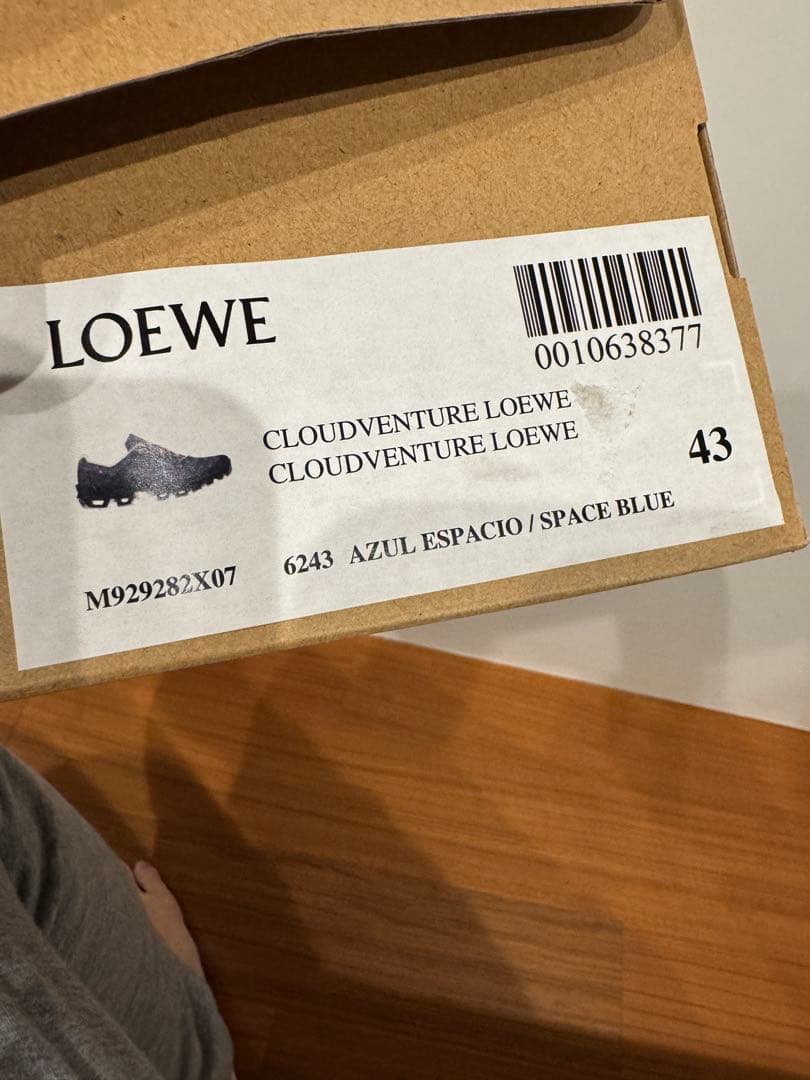 LOEWE
0010638377
CLOUDVENTURE LOEWE
CLOUDVENTURE LOEWE
43
M929282X07
6243 AZUL ESPACIO / SPACE BLUE